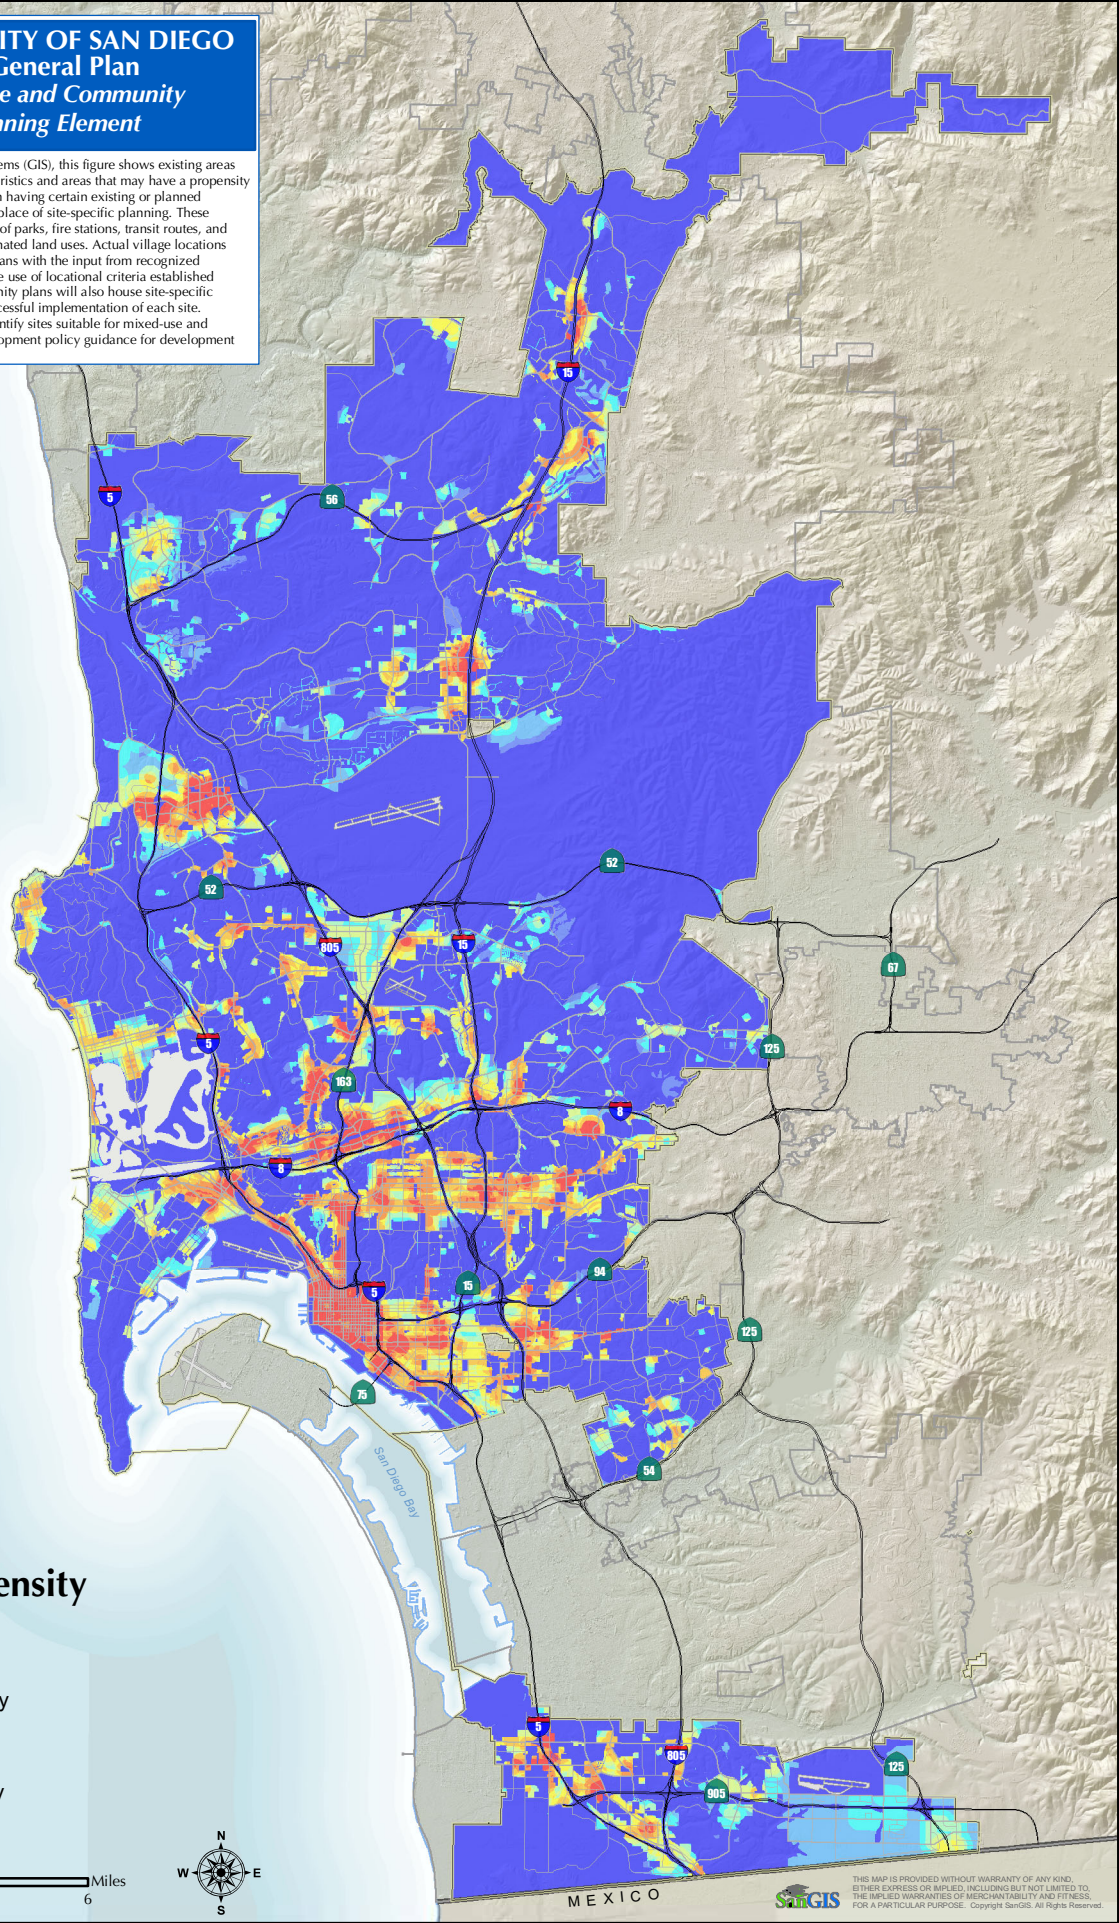 ITY OF SAN DIEGO
General Plan
e and Community
nning Element
ems (GIS), this figure shows existing areas
ristics and areas that may have a propensity
n having certain existing or planned
place of site-specific planning. These
of parks, fire stations, transit routes, and
nated land uses. Actual village locations
ans with the input from recognized
e use of locational criteria established
nity plans will also house site-specific
cessful implementation of each site.
ntify sites suitable for mixed-use and
opment policy guidance for development
15
5
56
52
52
805
15
67
5
125
163
8
8
94
5
15
125
75
54
San Diego Bay
ensity
y
5
805
125
905
y
Miles
6
N
W
E
S
MEXICO
SanGIS
THIS MAP IS PROVIDED WITHOUT WARRANTY OF ANY KIND,
EITHER EXPRESS OR IMPLIED, INCLUDING BUT NOT LIMITED TO,
THE IMPLIED WARRANTIES OF MERCHANTABILITY AND FITNESS,
FOR A PARTICULAR PURPOSE. Copyright SanGIS. All Rights Reserved.